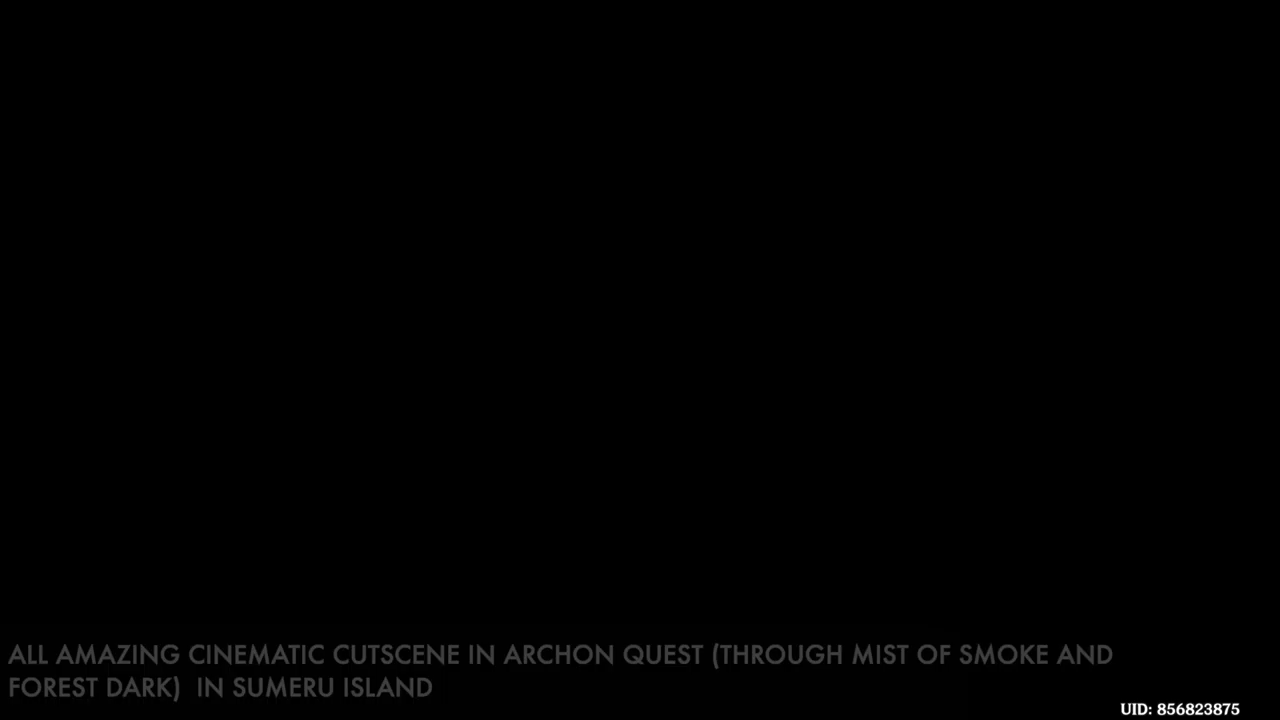 ALL AMAZING CINEMATIC CUTSCENE IN ARCHON QUEST (THROUGH MIST OF SMOKE AND
FOREST DARK)  IN SUMERU ISLAND
UID: 856823875